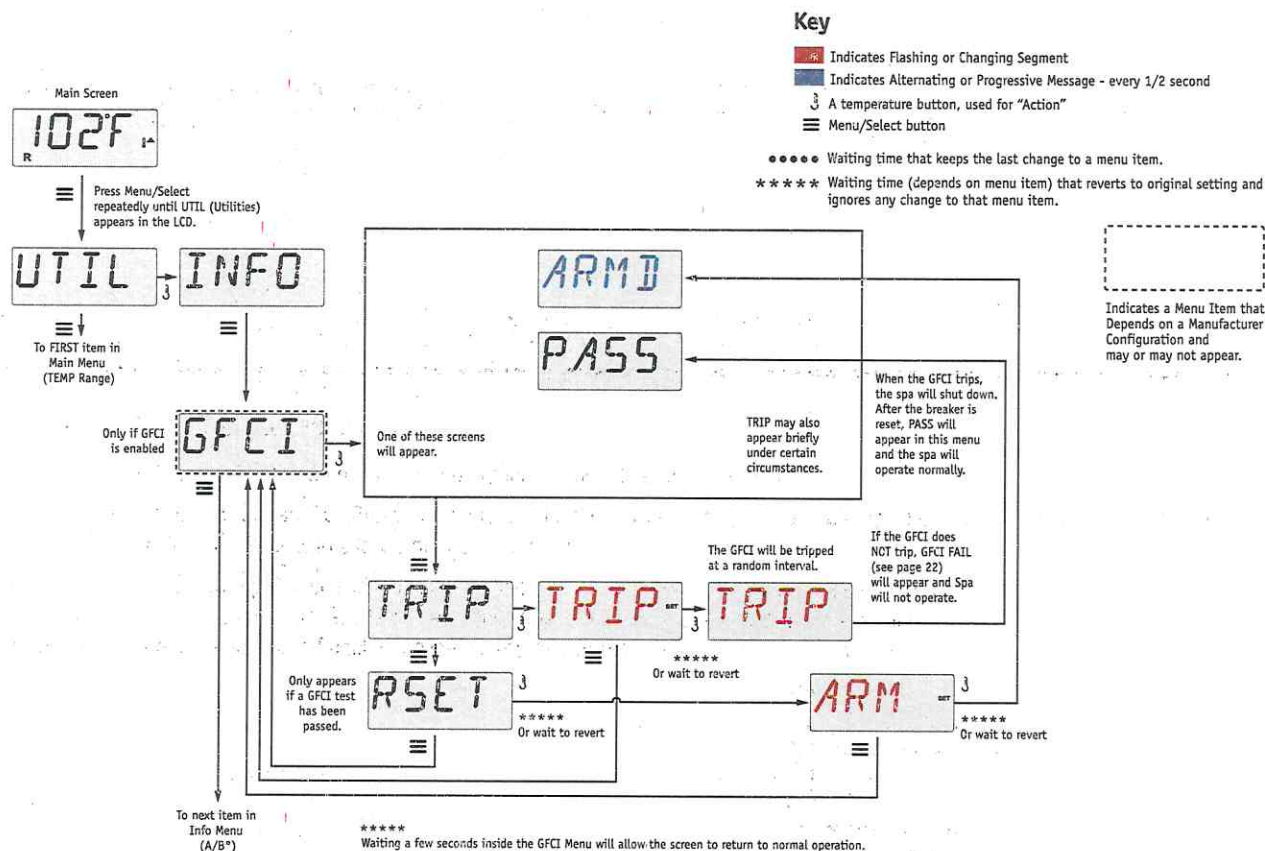 Key
Indicates Flashing or Changing Segment
Indicates Alternating or Progressive Message - every 1/2 second
A temperature button, used for “Action”
Menu/Select button
Waiting time that keeps the last change to a menu item.
***** Waiting time (depends on menu item) that reverts to original setting and
ignores any change to that menu item.
Indicates a Menu Item that
Depends on a Manufacturer
Configuration and
may or may not appear.
Main Screen
102°F
R
Press Menu/Select
repeatedly until UTIL (Utilities)
appears in the LCD.
UTIL
INFO
To FIRST item in
Main Menu
(TEMP Range)
Only if GFCI
is enabled
GFCI
One of these screens
will appear.
ARMD
PASS
TRIP may also
appear briefly
under certain
circumstances.
When the GFCI trips,
the spa will shut down.
After the breaker is
reset, PASS will
appear in this menu
and the spa will
operate normally.
The GFCI will be tripped
at a random interval.
If the GFCI does
NOT trip, GFCI FAIL
(see page 22)
will appear and Spa
will not operate.
TRIP
TRIP SET
TRIP
*****
Or wait to revert
Only appears
if a GFCI test
has been
passed.
RSET
*****
Or wait to revert
ARM SET
*****
Or wait to revert
To next item in
Info Menu
(A/B°)
*****
Waiting a few seconds inside the GFCI Menu will allow the screen to return to normal operation.